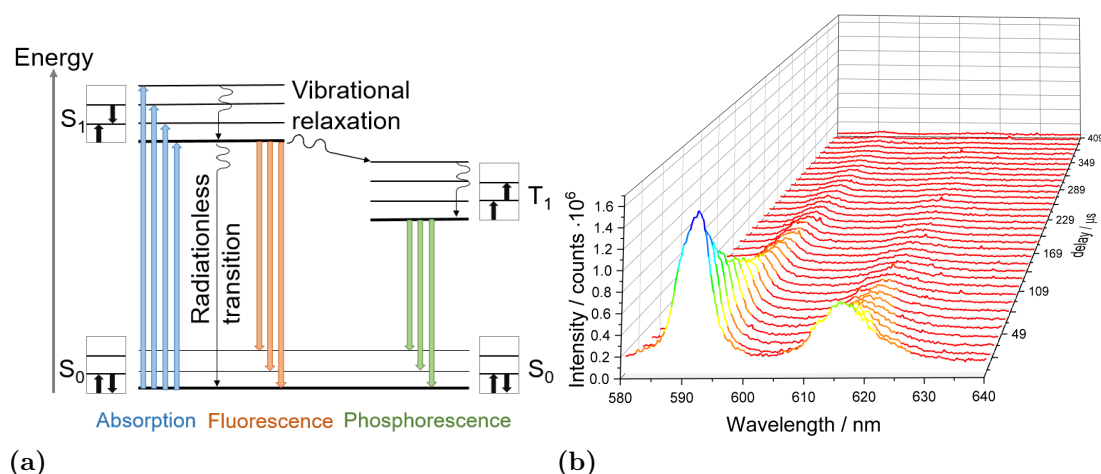 Energy
S1
Vibrational
relaxation
Radiationless
transition
T1
S0
S0
Absorption
Fluorescence
Phosphorescence
(a)
Intensity / counts ·10^6
1.6
1.4
1.2
1.0
0.8
0.6
0.4
0.2
0.0
580
590
600
610
620
630
640
Wavelength / nm
49
109
169
229
289
349
409
delay / µs
(b)